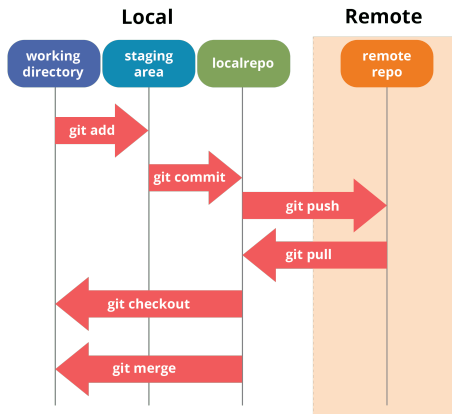 Local
Remote
working
directory
staging
area
localrepo
remote
repo
git add
git commit
git push
git pull
git checkout
git merge